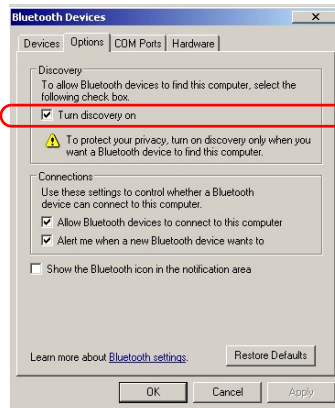 Bluetooth Devices
Devices Options COM Ports Hardware
Discovery
To allow Bluetooth devices to find this computer, select the
following check box.
Turn discovery on
To protect your privacy, turn on discovery only when you
want a Bluetooth device to find this computer.
Connections
Use these settings to control whether a Bluetooth
device can connect to this computer.
Allow Bluetooth devices to connect to this computer
Alert me when a new Bluetooth device wants to
Show the Bluetooth icon in the notification area
Learn more about Bluetooth settings.
Restore Defaults
OK Cancel Apply